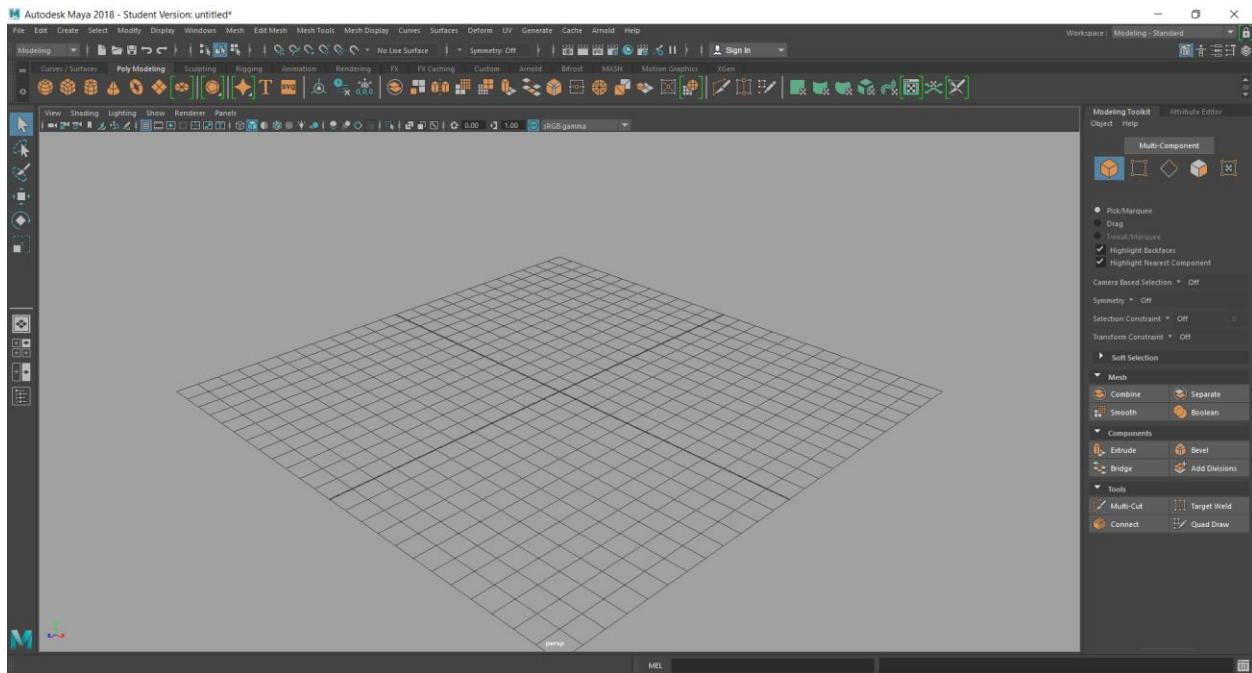 Autodesk Maya 2018 - Student Version: untitled*
File Edit Create Select Modify Display Windows Mesh Edit Mesh Mesh Tools Mesh Display Curves Surfaces Deform UV Generate Cache Arnold Help
Workspace : Modeling - Standard
Modeling No Live Surface Symmetry: Off Sign In
Curves / Surfaces Poly Modeling Sculpting Rigging Animation Rendering FX FX Caching Custom Arnold Bifrost MASH Motion Graphics XGen
T SVG
View Shading Lighting Show Renderer Panels
0.00 1.00 sRGB gamma
Modeling Toolkit Attribute Editor
Object Help
Multi-Component
Pick/Marquee
Drag
Tweak/Marquee
Highlight Backfaces
Highlight Nearest Component
Camera Based Selection Off
Symmetry Off
Selection Constraint Off
Transform Constraint Off
Soft Selection
Mesh
Combine Separate
Smooth Boolean
Components
Extrude Bevel
Bridge Add Divisions
Tools
Multi-Cut Target Weld
Connect Quad Draw
persp
M
MEL